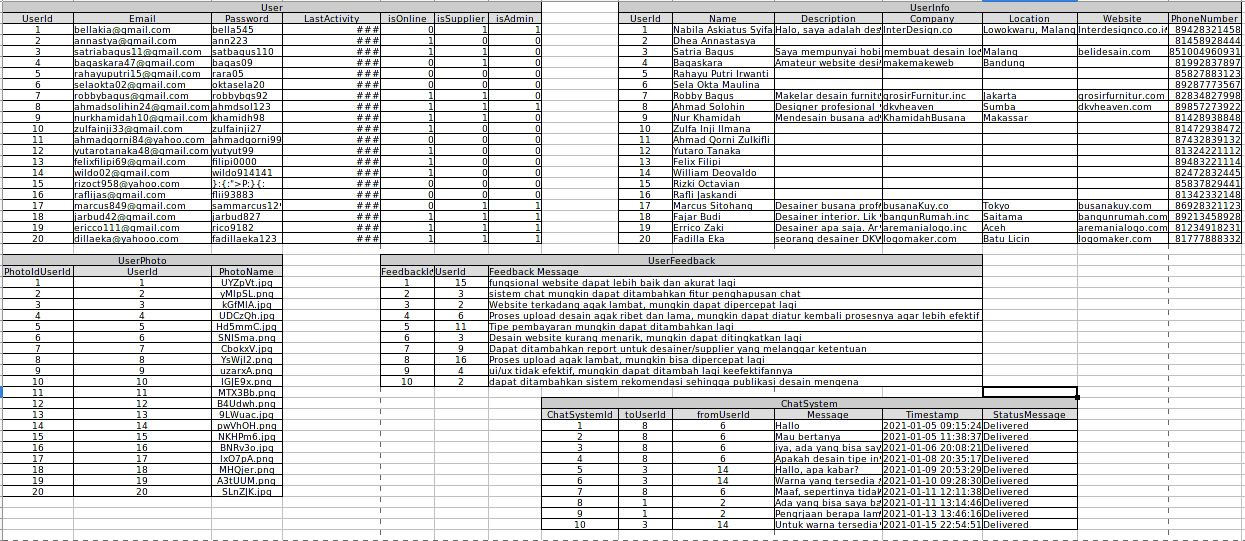 User
UserId Email Password LastActivity isOnline isSupplier isAdmin
1 bellakia@gmail.com bella545 ### 0 1 1
2 annastya@gmail.com ann223 ### 0 0 0
3 satriabagus11@gmail.com satbagus110 ### 0 1 0
4 bagaskara47@gmail.com bagas09 ### 0 1 0
5 rahayuputri15@gmail.com rara05 ### 0 0 0
6 selaokta02@gmail.com oktasela20 ### 0 0 0
7 robbybagus@gmail.com robbybgs92 ### 1 1 0
8 ahmadsolihin24@gmail.com ahmdsol123 ### 1 1 1
9 nurkhamidah10@gmail.com khamidh98 ### 1 1 0
10 zulfainji33@gmail.com zulfainji27 ### 1 0 0
11 ahmadqorni84@yahoo.com ahmadqorni99 ### 1 0 0
12 yutarotanaka48@gmail.com yutyut99 ### 1 0 0
13 felixfilipi69@gmail.com filipi0000 ### 1 0 0
14 wildo02@gmail.com wildo914141 ### 1 0 0
15 rizoct958@yahoo.com }:{:">P:}{: ### 0 0 0
16 raflijas@gmail.com flii93883 ### 0 0 0
17 marcus849@gmail.com sammarcus12 ### 0 1 0
18 jarbud42@gmail.com jarbud827 ### 1 1 1
19 ericco111@gmail.com rico9182 ### 1 1 1
20 dillaeka@yahooo.com fadillaeka123 ### 1 1 1
UserInfo
UserId Name Description Company Location Website PhoneNumber
1 Nabila Askiatus Syifa Halo, saya adalah des InterDesign.co Lowokwaru, Malang Interdesignco.co.i 89428321458
2 Dhea Annastasya 81458928444
3 Satria Bagus Saya mempunyai hobi membuat desain lo Malang belidesain.com 851004960931
4 Bagaskara Amateur website desi makemakeweb Bandung 81992837897
5 Rahayu Putri Irwanti 85827883123
6 Sela Okta Maulina 89287773567
7 Robby Bagus Makelar desain furnit grosirFurnitur.inc Jakarta grosirfurnitur.com 82834827998
8 Ahmad Solohin Designer profesional dkvheaven Sumba dkvheaven.com 89857273922
9 Nur Khamidah Mendesain busana ad KhamidahBusana Makassar 81428938848
10 Zulfa Inji Ilmana 81472938472
11 Ahmad Qorni Zulkifli 87432839132
12 Yutaro Tanaka 81324221112
13 Felix Filipi 89483221114
14 William Deovaldo 82472832445
15 Rizki Octavian 85837829441
16 Rafli Jaskandi 81342332148
17 Marcus Sitohang Desainer busana prof busanaKuy.co Tokyo busanakuy.com 86928321123
18 Fajar Budi Desainer interior. Lik bangunRumah.inc Saitama bangunrumah.com 89213458928
19 Errico Zaki Desainer apa saja. Ar aremanialogo.com Aceh aremanialogo.com 81234918231
20 Fadilla Eka seorang desainer DKV logomaker.com Batu Licin logomaker.com 81777888332
UserPhoto
PhotoIdUserId UserId PhotoName
1 1 UYZpVt.jpg
2 2 yMIpSL.png
3 3 kGfMIA.jpg
4 4 UDCzQh.jpg
5 5 Hd5mmC.jpg
6 6 SNISma.png
7 7 CbokxV.jpg
8 8 YsWjl2.png
9 9 uzarxA.png
10 10 IGJE9x.png
11 11 MTX3Bb.png
12 12 B4Udwh.png
13 13 9LWuac.jpg
14 14 pwVhOH.png
15 15 NKHPm6.jpg
16 16 BNRv3o.jpg
17 17 IxO7pA.png
18 18 MHQjer.png
19 19 A3tUUM.png
20 20 SLnZJK.jpg
UserFeedback
FeedbackId UserId Feedback Message
1 15 fungsional website dapat lebih baik dan akurat lagi
2 3 sistem chat mungkin dapat ditambahkan fitur penghapusan chat
3 2 Website terkadang agak lambat, mungkin dapat dipercepat lagi
4 6 Proses upload desain agak ribet dan lama, mungkin dapat diatur kembali prosesnya agar lebih efektif
5 11 Tipe pembayaran mungkin dapat ditambahkan lagi
6 3 Desain website kurang menarik, mungkin dapat ditingkatkan lagi
7 9 Dapat ditambahkan report untuk desainer/supplier yang melanggar ketentuan
8 16 Proses upload agak lambat, mungkin bisa dipercepat lagi
9 4 ui/ux tidak efektif, mungkin dapat ditambah lagi keefektifannya
10 2 dapat ditambahkan sistem rekomendasi sehingga publikasi desain mengena
ChatSystem
ChatSystemId toUserId fromUserId Message Timestamp StatusMessage
1 8 6 Hallo 2021-01-05 09:15:24 Delivered
2 8 6 Mau bertanya 2021-01-05 11:38:37 Delivered
3 8 6 iya, ada yang bisa say 2021-01-06 20:08:21 Delivered
4 8 6 Apakah desain tipe in 2021-01-08 20:35:17 Delivered
5 3 14 Hallo, apa kabar? 2021-01-09 20:53:29 Delivered
6 3 14 Warna yang tersedia 2021-01-10 09:28:30 Delivered
7 8 6 Maaf, sepertinya tidak 2021-01-11 12:11:38 Delivered
8 1 2 Ada yang bisa saya ba 2021-01-11 13:14:46 Delivered
9 1 2 Pengrjaan berapa lam 2021-01-13 13:46:16 Delivered
10 3 14 Untuk warna tersedia 2021-01-15 22:54:51 Delivered